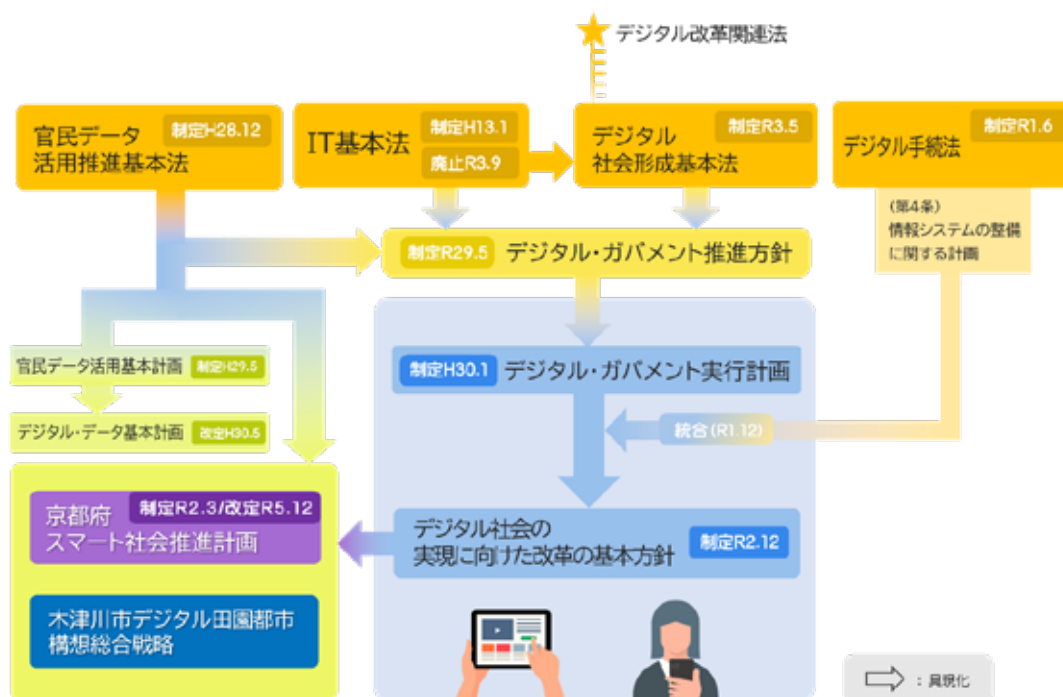 デジタル改革関連法
官民データ
活用推進基本法
制定H28.12
IT基本法
制定H13.1
廃止R3.9
デジタル
社会形成基本法
制定R3.5
デジタル手続法
制定R1.6
(第4条)
情報システムの整備
に関する計画
制定R29.5 デジタル・ガバメント推進方針
官民データ活用基本計画 制定H29.5
制定H30.1 デジタル・ガバメント実行計画
デジタル・データ基本計画 改定H30.5
統合(R1.12)
京都府
スマート社会推進計画
制定R2.3/改定R5.12
デジタル社会の
実現に向けた改革の基本方針
制定R2.12
木津川市デジタル田園都市
構想総合戦略
:具現化